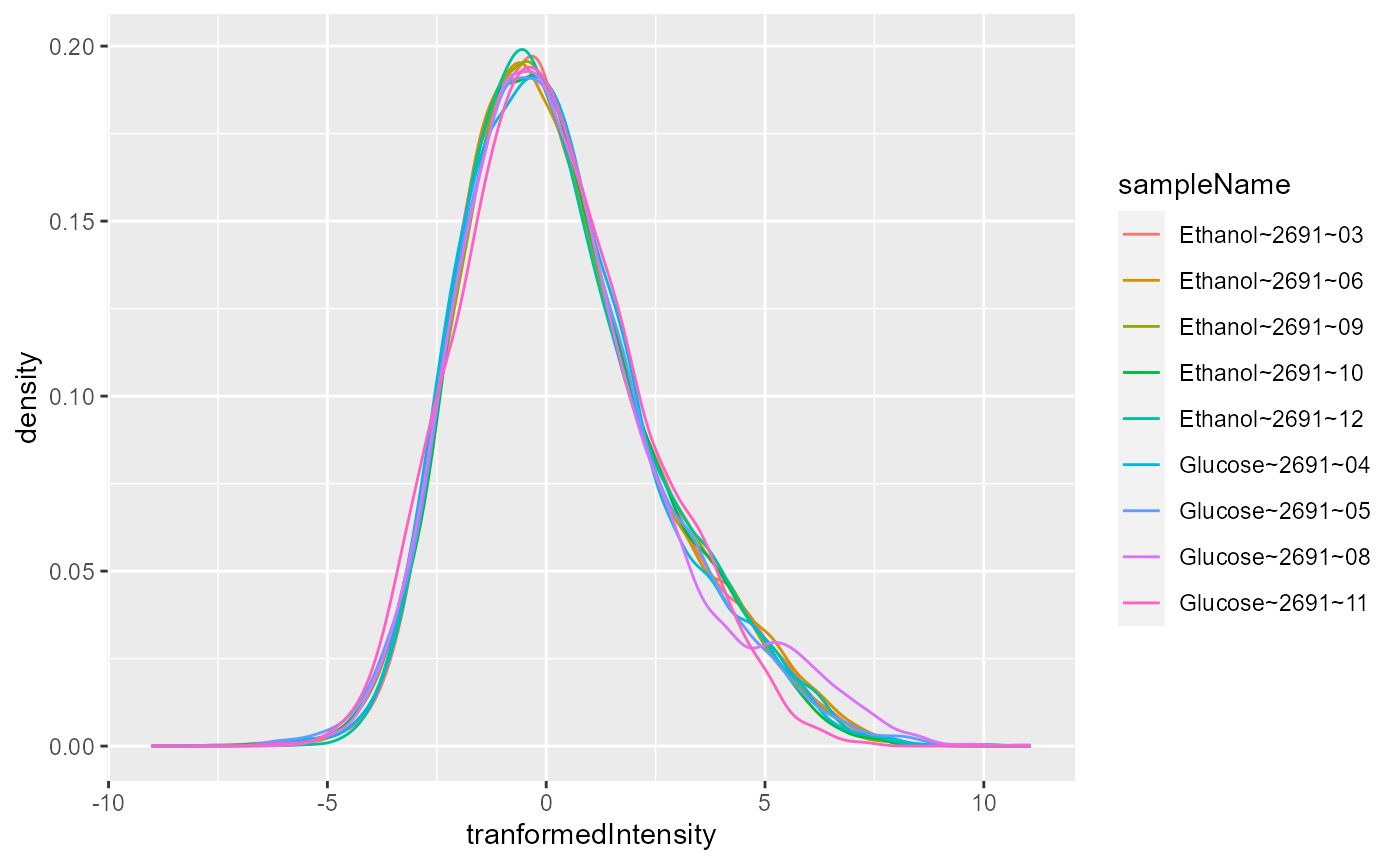 0.20
0.15
0.10
0.05
0.00
density
-10
-5
0
5
10
tranformedIntensity
sampleName
Ethanol~2691~03
Ethanol~2691~06
Ethanol~2691~09
Ethanol~2691~10
Ethanol~2691~12
Glucose~2691~04
Glucose~2691~05
Glucose~2691~08
Glucose~2691~11